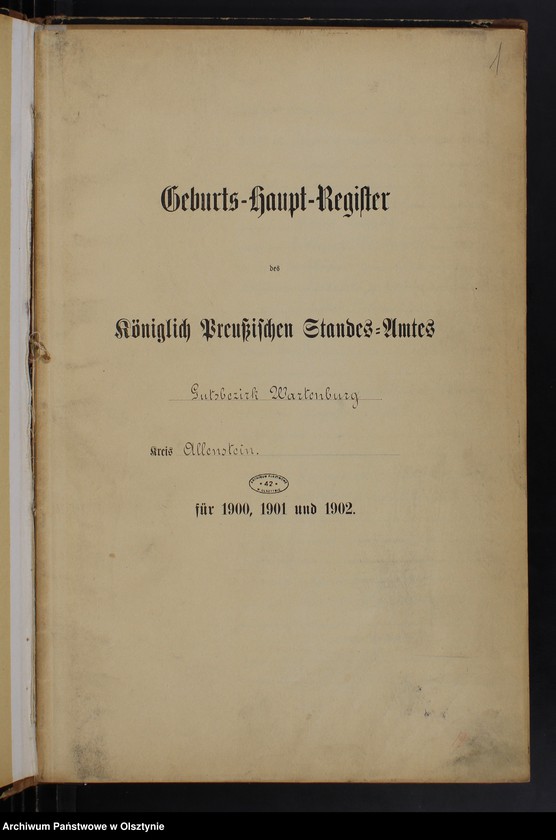 1
Geburts-Haupt-Register
des
Königlich Preußischen Standes-Amtes
Gutsbezirk Wartenburg
Kreis Allenstein.
42
für 1900, 1901 und 1902.
Archiwum Państwowe w Olsztynie